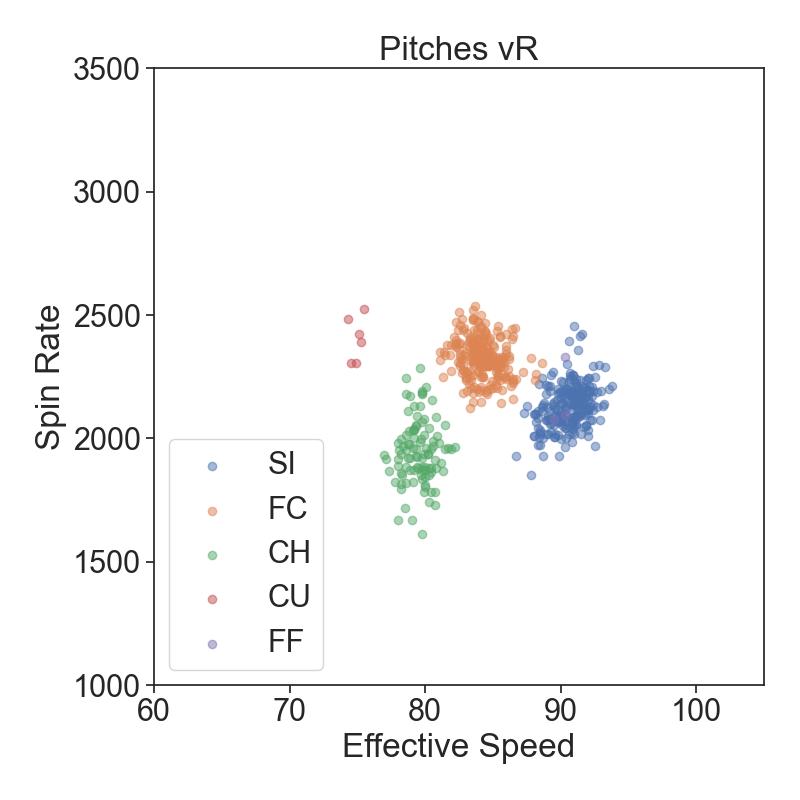 Pitches vR
3500
3000
2500
2000
1500
1000
Spin Rate
SI
FC
CH
CU
FF
60 70 80 90 100
Effective Speed